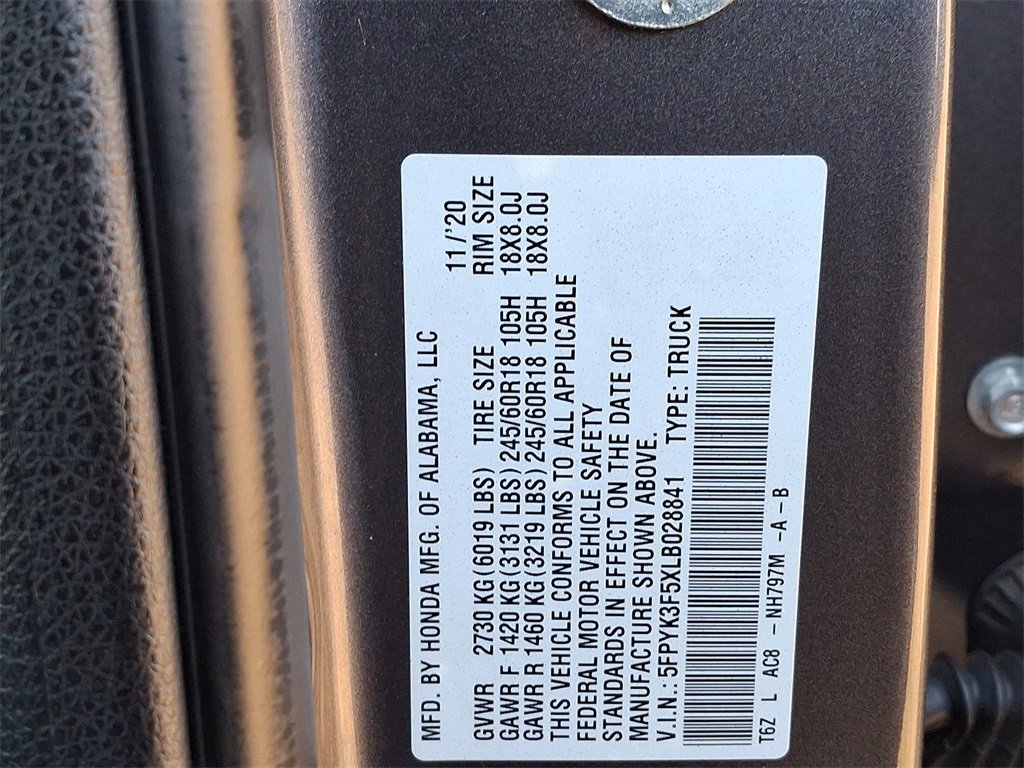 MFD. BY HONDA MFG. OF ALABAMA, LLC
11/'20
GVWR 2730 KG(6019 LBS) TIRE SIZE RIM SIZE
GAWR F 1420 KG(3131 LBS)245/60R18 105H 18X8.0J
GAWR R 1460 KG(3219 LBS)245/60R18 105H 18X8.0J
THIS VEHICLE CONFORMS TO ALL APPLICABLE
FEDERAL MOTOR VEHICLE SAFETY
STANDARDS IN EFFECT ON THE DATE OF
MANUFACTURE SHOWN ABOVE.
V.I.N.: 5FPYK3F5XLB028841 TYPE: TRUCK
T6Z L AC8 - NH797M -A-B